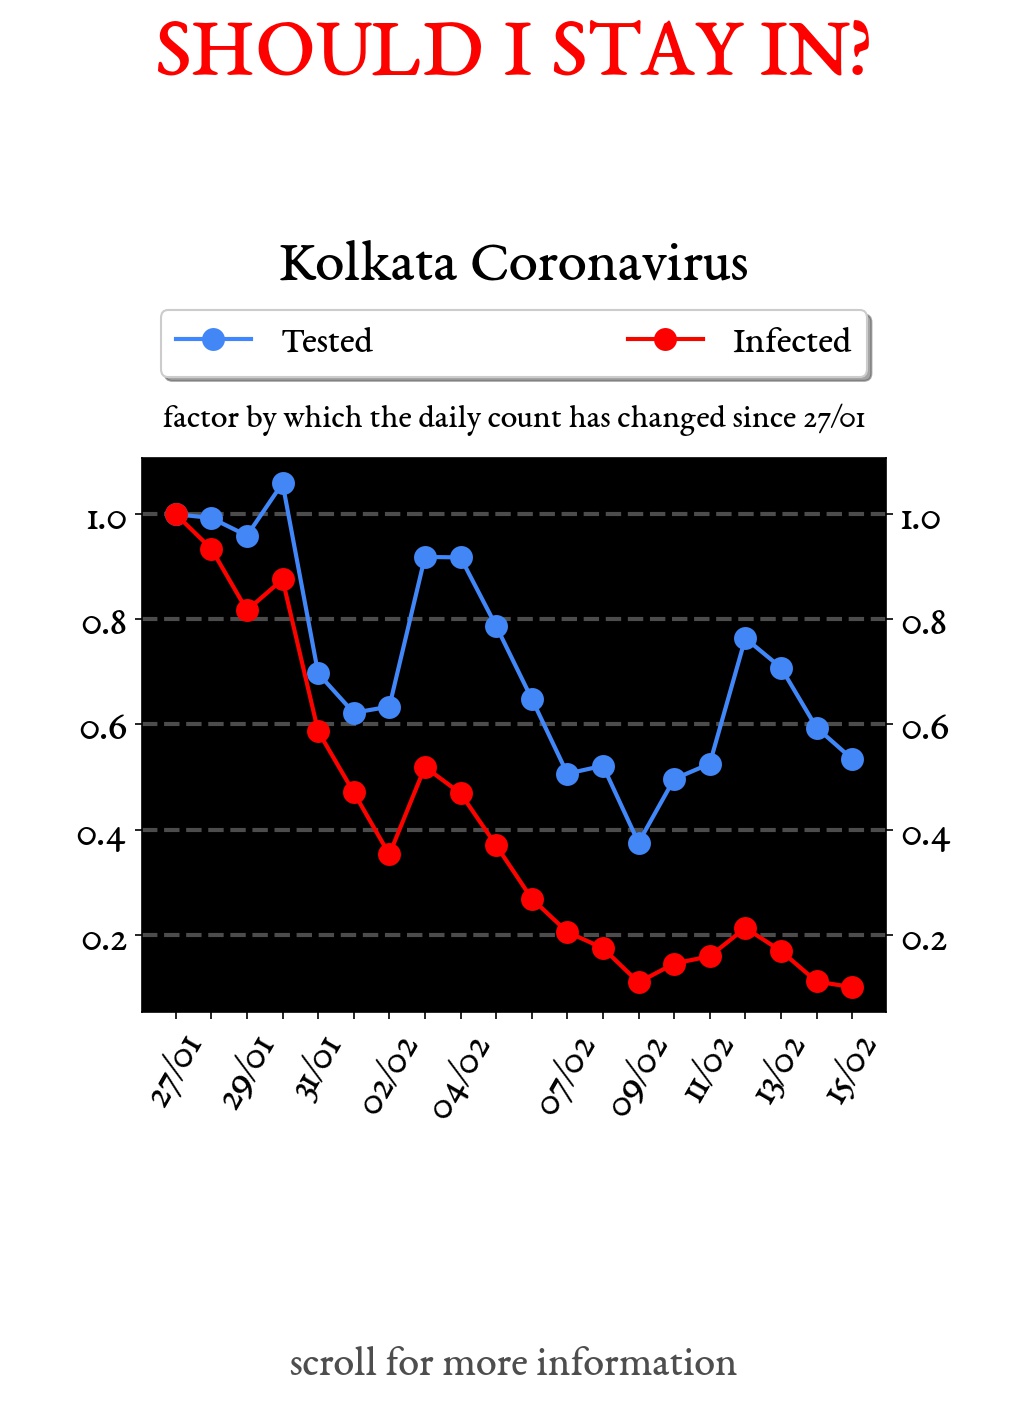 SHOULD I STAY IN?
Kolkata Coronavirus
Tested Infected
factor by which the daily count has changed since 27/01
1.0 1.0
0.8 0.8
0.6 0.6
0.4 0.4
0.2 0.2
27/01 29/01 31/01 02/02 04/02 07/02 09/02 11/02 13/02 15/02
scroll for more information